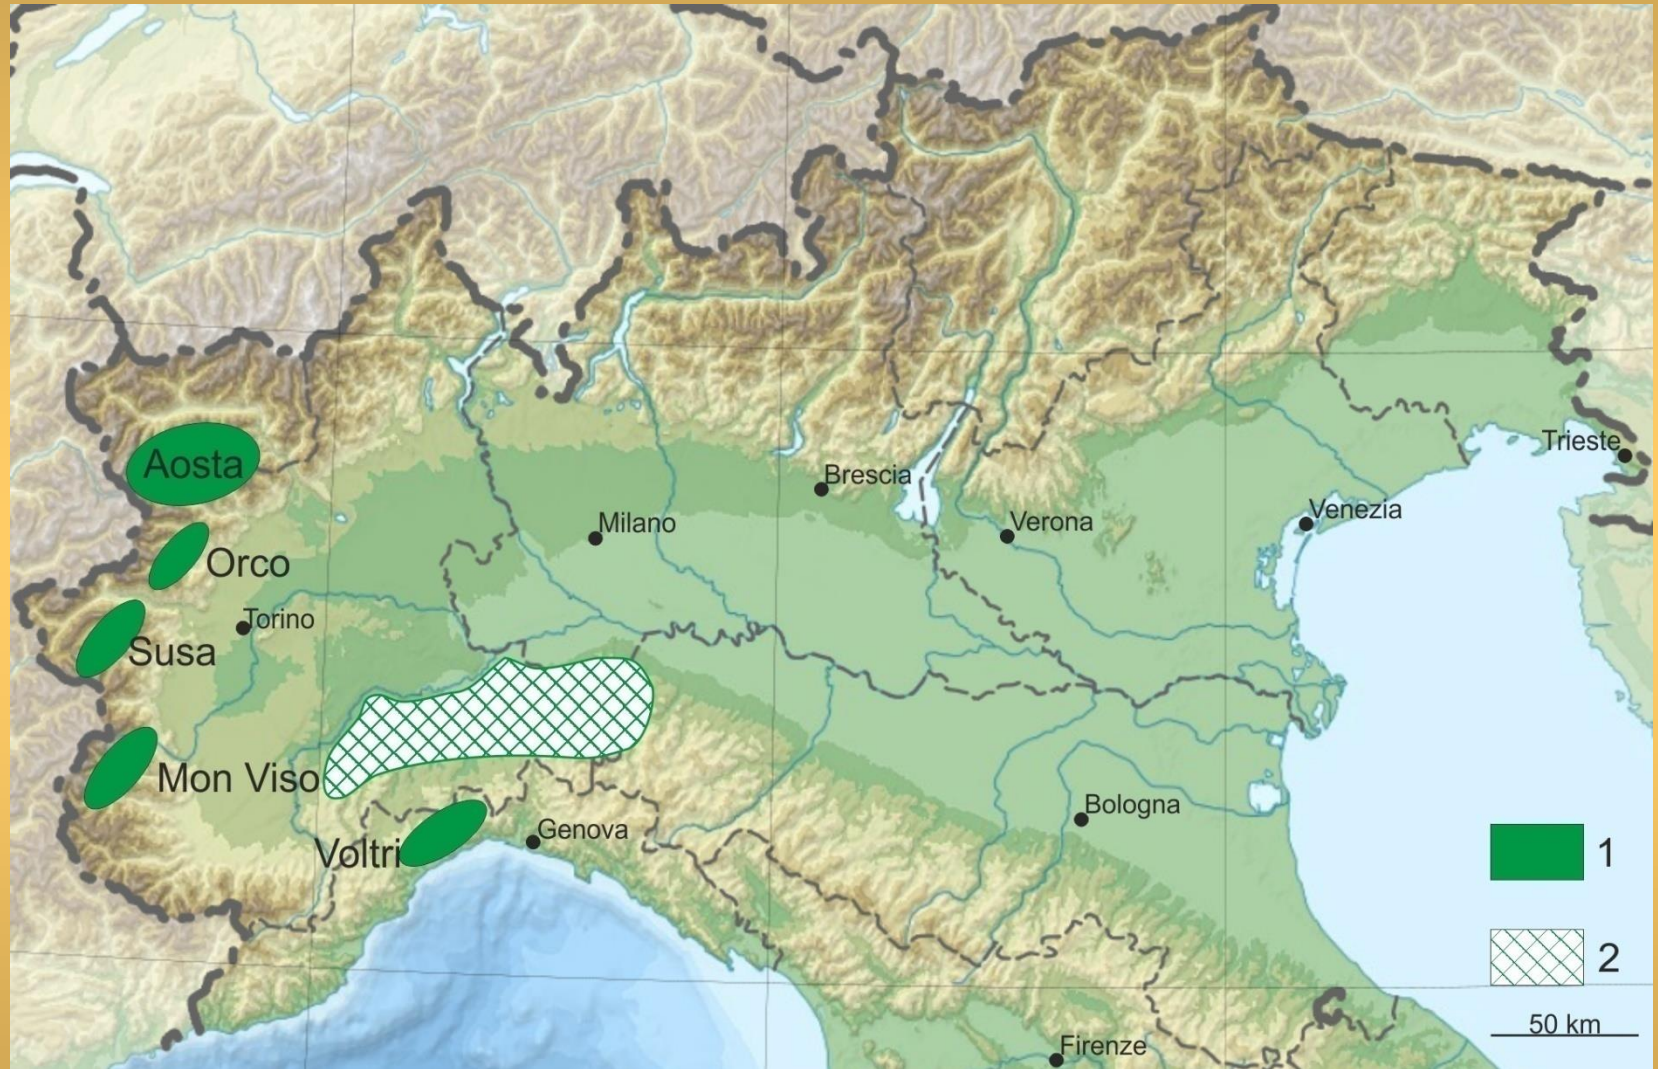 Trieste
Aosta
Brescia
Venezia
Milano
Verona
Orco
Torino
Susa
Mon Viso
Bologna
Genova
Voltri
1
2
50 km
Firenze